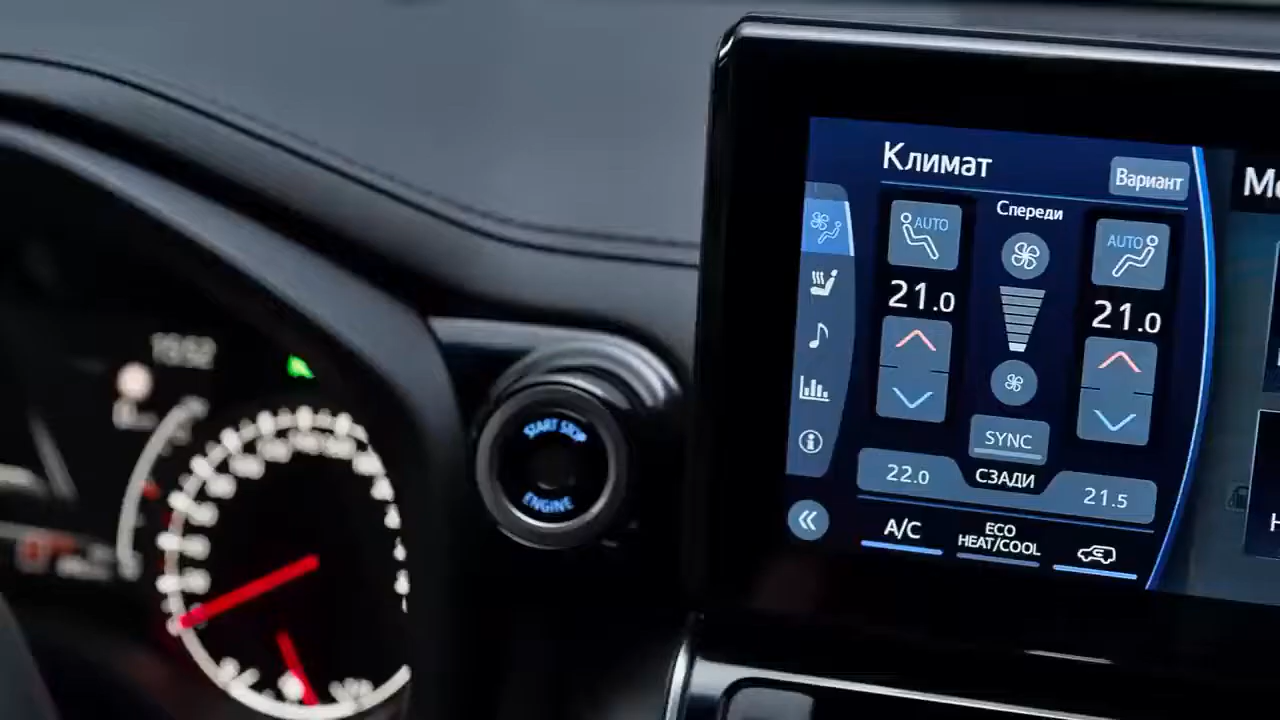 Климат
Вариант
Спереди
AUTO
AUTO
21.0
21.0
SYNC
22.0
СЗАДИ
21.5
A/C
ECO
HEAT/COOL
START STOP
ENGINE